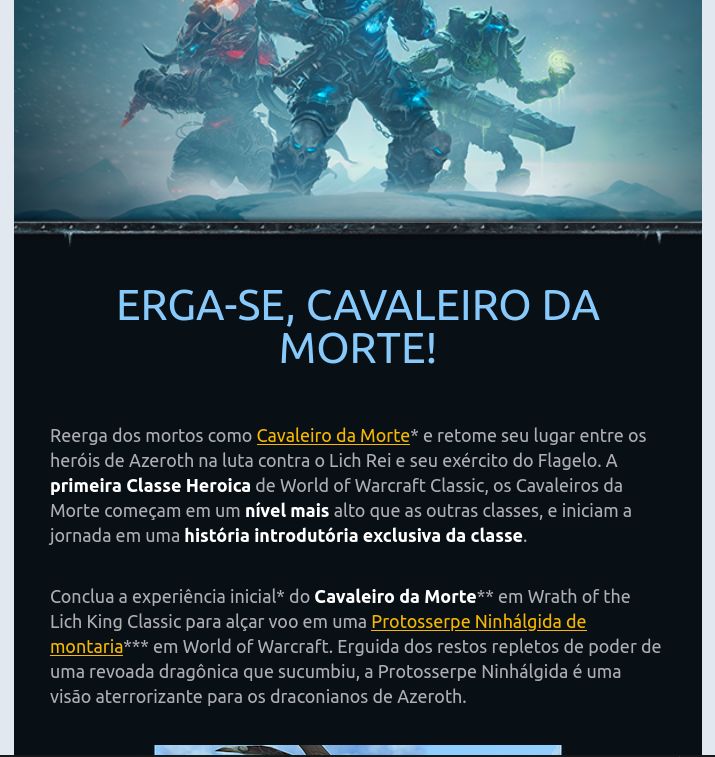 ERGA-SE, CAVALEIRO DA
MORTE!
Reerga dos mortos como Cavaleiro da Morte* e retome seu lugar entre os
heróis de Azeroth na luta contra o Lich Rei e seu exército do Flagelo. A
primeira Classe Heroica de World of Warcraft Classic, os Cavaleiros da
Morte começam em um nível mais alto que as outras classes, e iniciam a
jornada em uma história introdutória exclusiva da classe.
Conclua a experiência inicial* do Cavaleiro da Morte** em Wrath of the
Lich King Classic para alçar voo em uma Protosserpe Ninhálgida de
montaria*** em World of Warcraft. Erguida dos restos repletos de poder de
uma revoada dragônica que sucumbiu, a Protosserpe Ninhálgida é uma
visão aterrorizante para os draconianos de Azeroth.